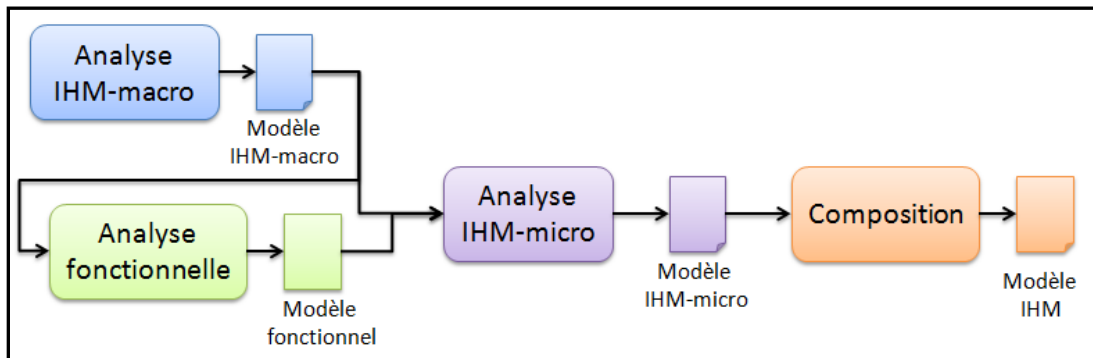 Analyse
IHM-macro
Modèle
IHM-macro
Analyse
fonctionnelle
Modèle
fonctionnel
Analyse
IHM-micro
Modèle
IHM-micro
Composition
Modèle
IHM